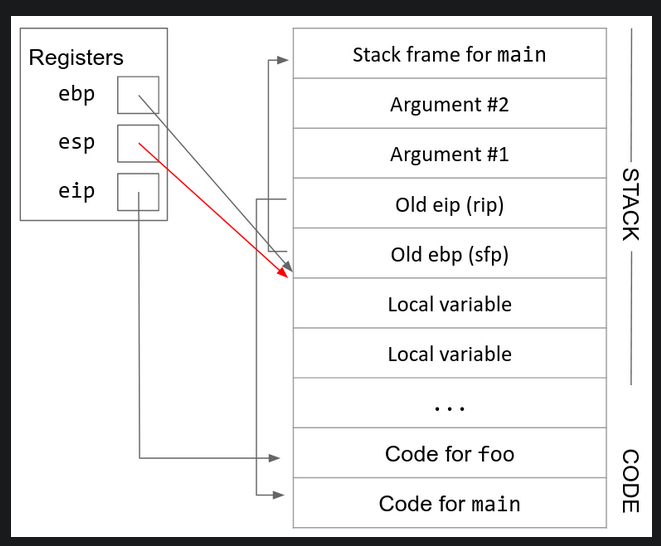 Registers
ebp
esp
eip
Stack frame for main
Argument #2
Argument #1
Old eip (rip)
Old ebp (sfp)
Local variable
Local variable
...
Code for foo
Code for main
STACK
CODE